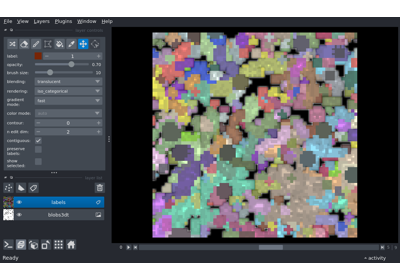 File View Layers Plugins Window Help
label: 1
opacity: 0.70
brush size: 10
blending: translucent
rendering: iso_categorical
gradient mode: fast
color mode:
contour: 0
n edit dim: 2
contiguous:
preserve labels:
show selected:
labels
Ready
activity